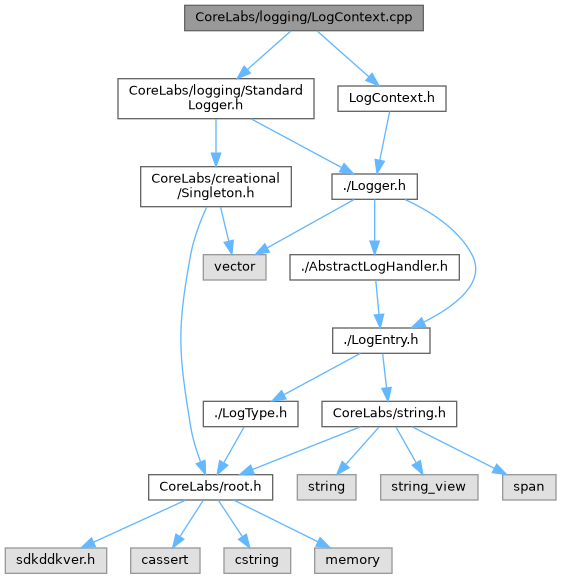 CoreLabs/logging/LogContext.cpp
CoreLabs/logging/Standard
Logger.h
LogContext.h
CoreLabs/creational
/Singleton.h
./Logger.h
vector
./AbstractLogHandler.h
./LogEntry.h
./LogType.h
CoreLabs/string.h
CoreLabs/root.h
string
string_view
span
sdkddkver.h
cassert
cstring
memory